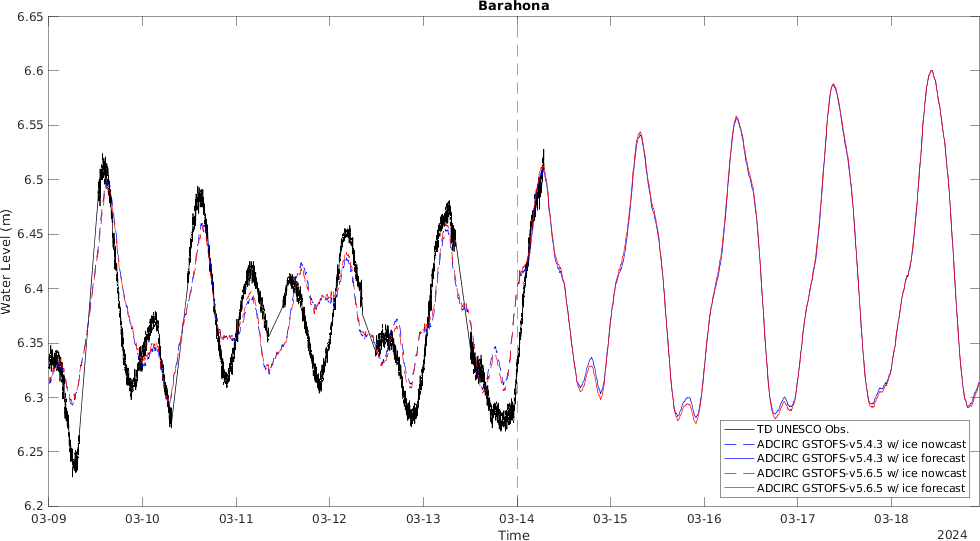 Barahona
6.65
6.6
6.55
6.5
6.45
6.4
6.35
6.3
6.25
6.2
Water Level (m)
03-09 03-10 03-11 03-12 03-13 03-14 03-15 03-16 03-17 03-18
Time
2024
TD UNESCO Obs.
ADCIRC GSTOFS-v5.4.3 w/ ice nowcast
ADCIRC GSTOFS-v5.4.3 w/ ice forecast
ADCIRC GSTOFS-v5.6.5 w/ ice nowcast
ADCIRC GSTOFS-v5.6.5 w/ ice forecast